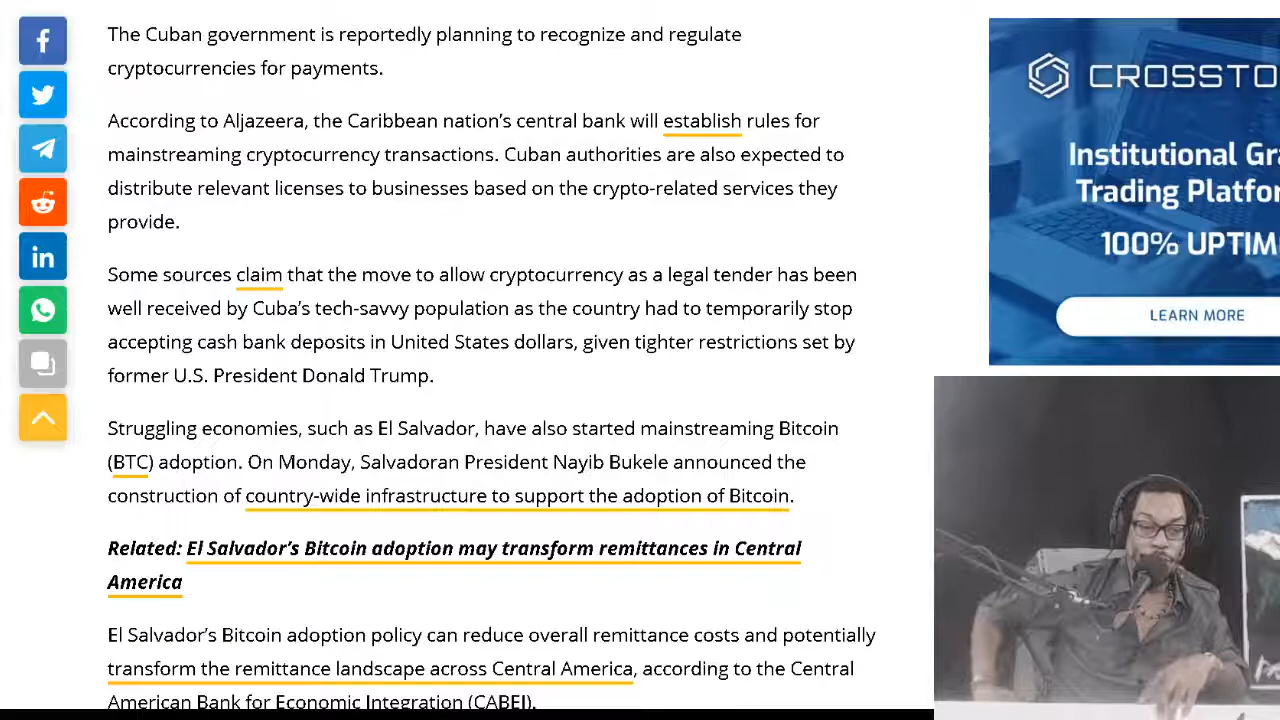 The Cuban government is reportedly planning to recognize and regulate
cryptocurrencies for payments.
According to Aljazeera, the Caribbean nation's central bank will establish rules for
mainstreaming cryptocurrency transactions. Cuban authorities are also expected to
distribute relevant licenses to businesses based on the crypto-related services they
provide.
Some sources claim that the move to allow cryptocurrency as a legal tender has been
well received by Cuba's tech-savvy population as the country had to temporarily stop
accepting cash bank deposits in United States dollars, given tighter restrictions set by
former U.S. President Donald Trump.
Struggling economies, such as El Salvador, have also started mainstreaming Bitcoin
(BTC) adoption. On Monday, Salvadoran President Nayib Bukele announced the
construction of country-wide infrastructure to support the adoption of Bitcoin.
Related: El Salvador's Bitcoin adoption may transform remittances in Central
America
El Salvador's Bitcoin adoption policy can reduce overall remittance costs and potentially
transform the remittance landscape across Central America, according to the Central
American Bank for Economic Integration (CABEI).
CROSSTO
Institutional Gra
Trading Platfor
100% UPTIM
LEARN MORE